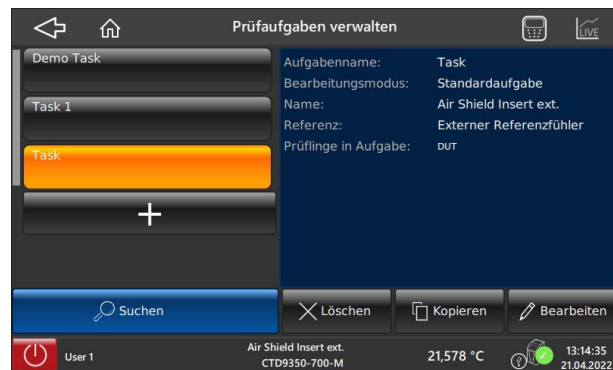 Prüfaufgaben verwalten
LIVE
Demo Task
Task 1
Task
+
Aufgabenname: Task
Bearbeitungsmodus: Standardaufgabe
Name: Air Shield Insert ext.
Referenz: Externer Referenzfühler
Prüflinge in Aufgabe: DUT
Suchen
Löschen
Kopieren
Bearbeiten
User 1
Air Shield Insert ext.
CTD9350-700-M
21,578 °C
13:14:35
21.04.2022